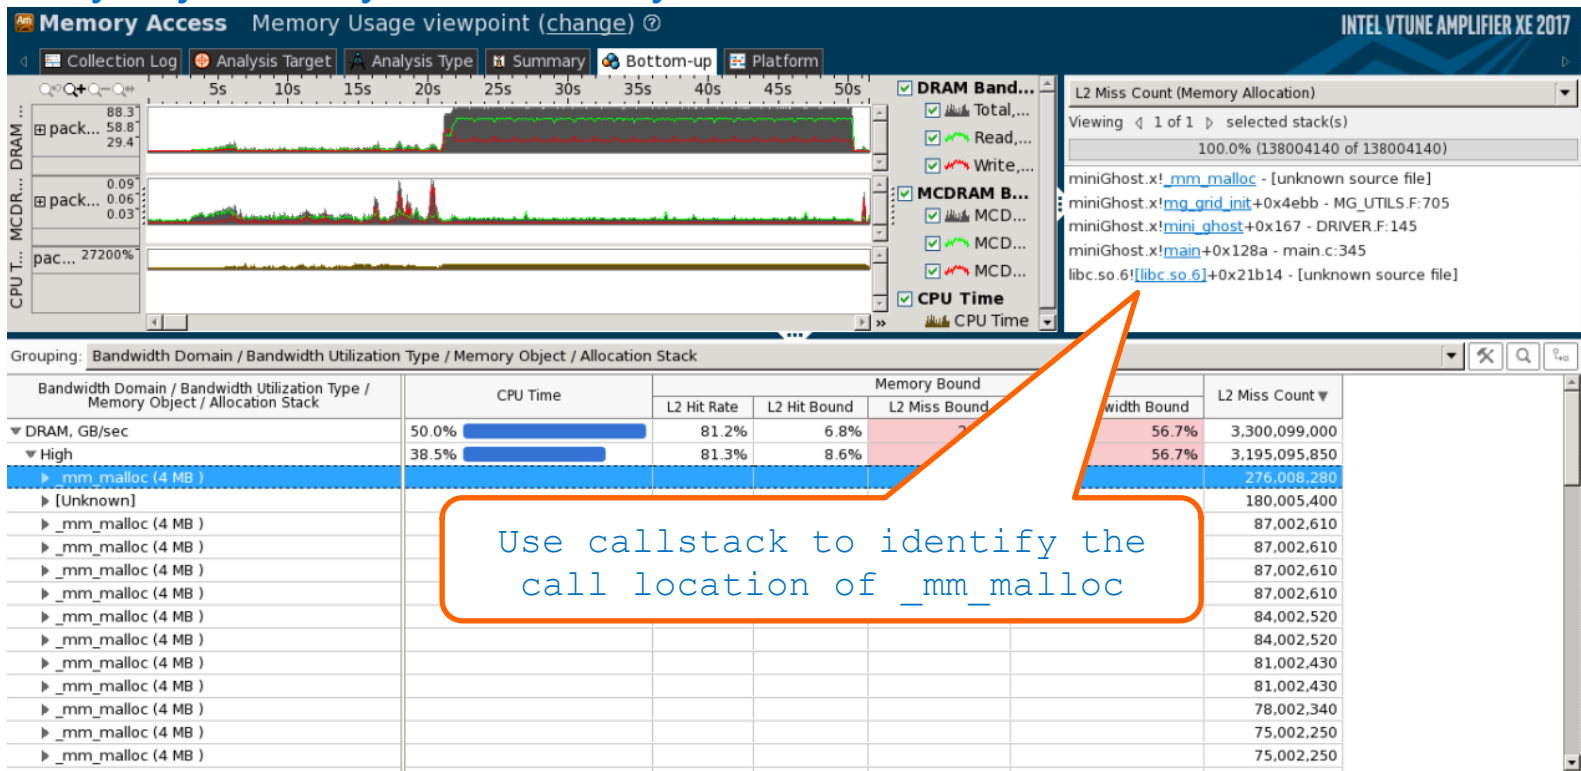 Memory Access Memory Usage viewpoint (change)
INTEL VTUNE AMPLIFIER XE 2017
Collection Log Analysis Target Analysis Type Summary Bottom-up Platform
5s 10s 15s 20s 25s 30s 35s 40s 45s 50s
DRAM
pack...
88.3
58.8
29.4
MCDR...
pack...
0.09
0.06
0.03
CPU T...
pac... 27200%
DRAM Band...
Total,...
Read,...
Write,...
MCDRAM B...
MCD...
MCD...
MCD...
CPU Time
CPU Time
L2 Miss Count (Memory Allocation)
Viewing 1 of 1 selected stack(s)
100.0% (138004140 of 138004140)
miniGhost.x!_mm_malloc - [unknown source file]
miniGhost.x!mg_grid_init+0x4ebb - MG_UTILS.F:705
miniGhost.x!mini_ghost+0x167 - DRIVER.F:145
miniGhost.x!main+0x128a - main.c:345
libc.so.6![libc.so.6]+0x21b14 - [unknown source file]
Grouping: Bandwidth Domain / Bandwidth Utilization Type / Memory Object / Allocation Stack
Bandwidth Domain / Bandwidth Utilization Type /
Memory Object / Allocation Stack
CPU Time
Memory Bound
L2 Hit Rate L2 Hit Bound L2 Miss Bound width Bound
L2 Miss Count
DRAM, GB/sec 50.0% 81.2% 6.8% 56.7% 3,300,099,000
High 38.5% 81.3% 8.6% 56.7% 3,195,095,850
_mm_malloc (4 MB ) 276,008,280
[Unknown] 180,005,400
_mm_malloc (4 MB ) 87,002,610
_mm_malloc (4 MB ) 87,002,610
_mm_malloc (4 MB ) 87,002,610
_mm_malloc (4 MB ) 87,002,610
_mm_malloc (4 MB ) 84,002,520
_mm_malloc (4 MB ) 84,002,520
_mm_malloc (4 MB ) 81,002,430
_mm_malloc (4 MB ) 81,002,430
_mm_malloc (4 MB ) 78,002,340
_mm_malloc (4 MB ) 75,002,250
_mm_malloc (4 MB ) 75,002,250
Use callstack to identify the
call location of _mm_malloc